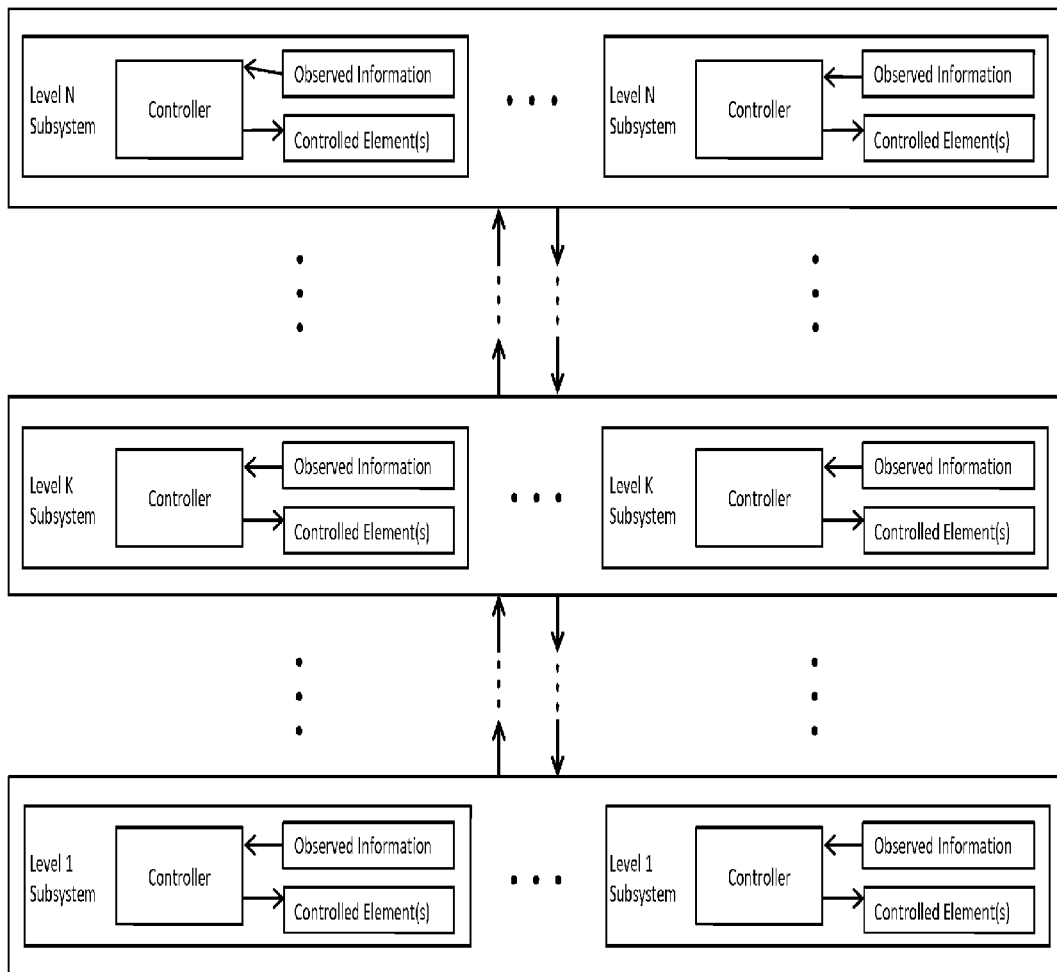 Level N
Subsystem
Controller
Observed Information
Controlled Element(s)
Level N
Subsystem
Controller
Observed Information
Controlled Element(s)
Level K
Subsystem
Controller
Observed Information
Controlled Element(s)
Level K
Subsystem
Controller
Observed Information
Controlled Element(s)
Level 1
Subsystem
Controller
Observed Information
Controlled Element(s)
Level 1
Subsystem
Controller
Observed Information
Controlled Element(s)